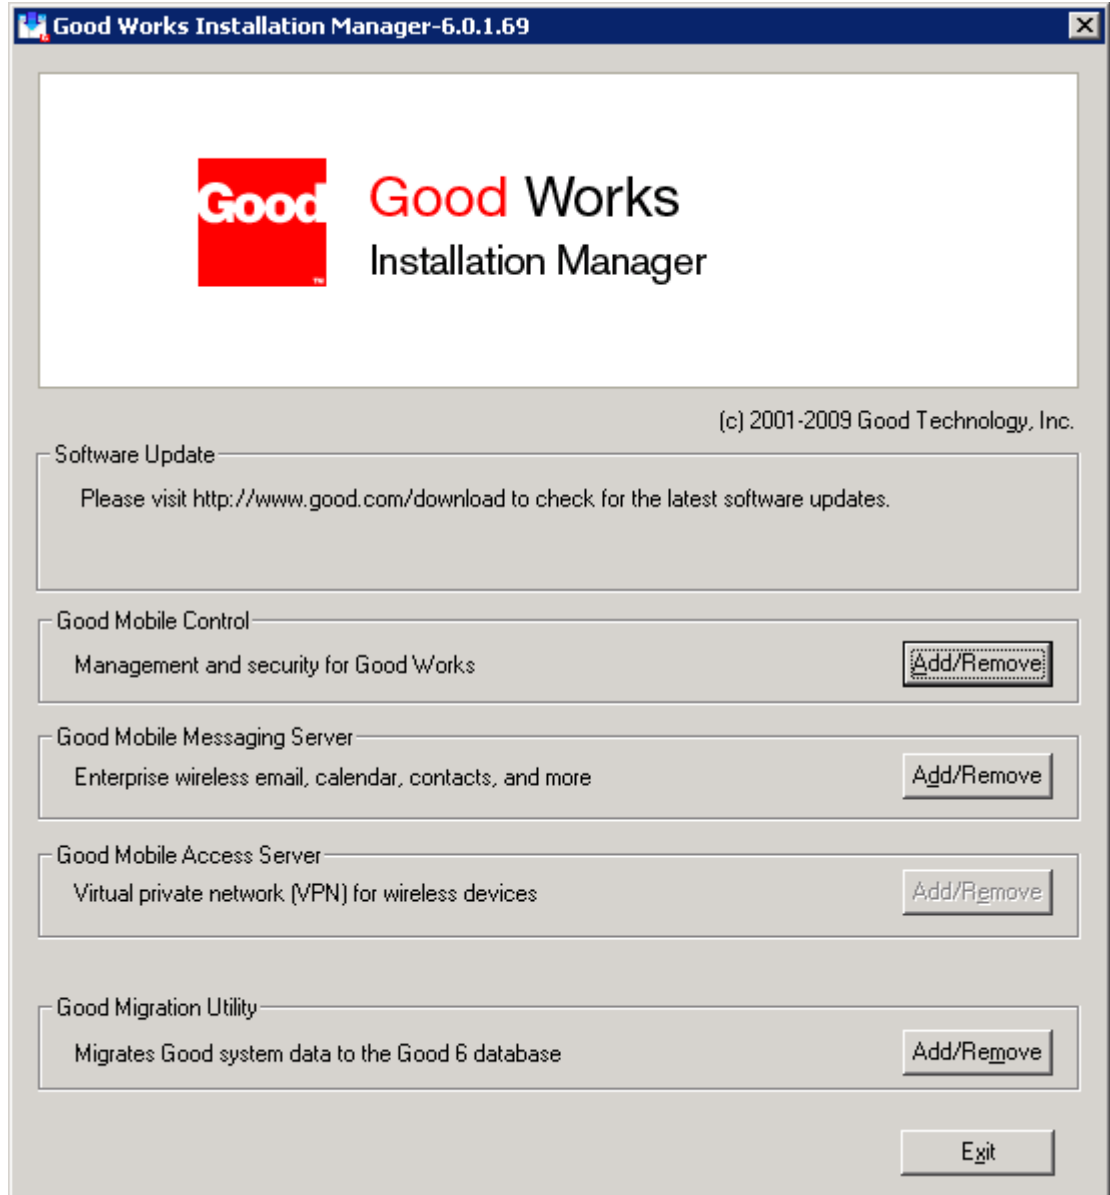 Good Works Installation Manager-6.0.1.69
Good
Good Works
Installation Manager
TM
(c) 2001-2009 Good Technology, Inc.
Software Update
Please visit http://www.good.com/download to check for the latest software updates.
Good Mobile Control
Management and security for Good Works
Add/Remove
Good Mobile Messaging Server
Enterprise wireless email, calendar, contacts, and more
Add/Remove
Good Mobile Access Server
Virtual private network (VPN) for wireless devices
Add/Remove
Good Migration Utility
Migrates Good system data to the Good 6 database
Add/Remove
Exit